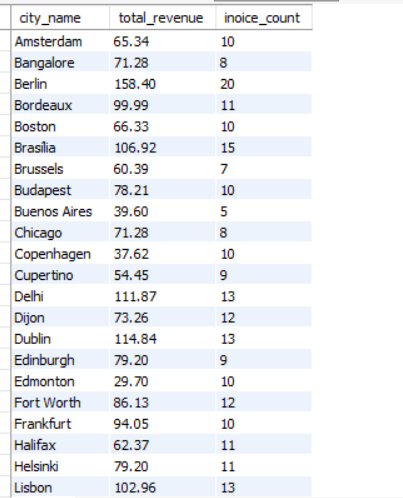 city_name total_revenue inoice_count
Amsterdam 65.34 10
Bangalore 71.28 8
Berlin 158.40 20
Bordeaux 99.99 11
Boston 66.33 10
Brasília 106.92 15
Brussels 60.39 7
Budapest 78.21 10
Buenos Aires 39.60 5
Chicago 71.28 8
Copenhagen 37.62 10
Cupertino 54.45 9
Delhi 111.87 13
Dijon 73.26 12
Dublin 114.84 13
Edinburgh 79.20 9
Edmonton 29.70 10
Fort Worth 86.13 12
Frankfurt 94.05 10
Halifax 62.37 11
Helsinki 79.20 11
Lisbon 102.96 13